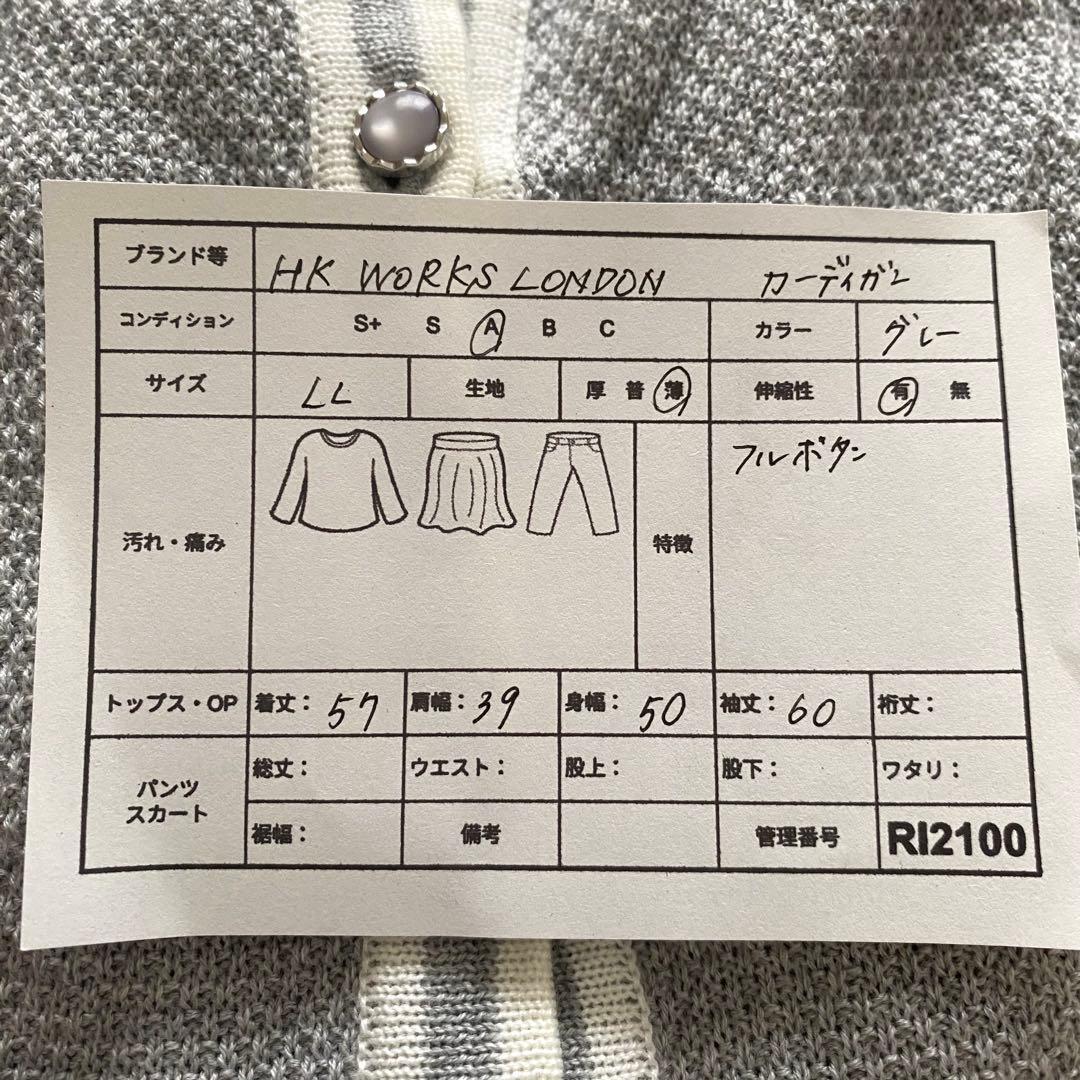 ブランド等 HK WORKS LONDON カーディガン
コンディション S+ S A B C カラー グレー
サイズ LL 生地 厚 普 薄 伸縮性 有 無
汚れ・痛み 特徴 フルボタン
トップス・OP 着丈: 57 肩幅: 39 身幅: 50 袖丈: 60 裄丈:
パンツ スカート
総丈: ウエスト: 股上: 股下: ワタリ:
裾幅: 備考 管理番号 RI2100